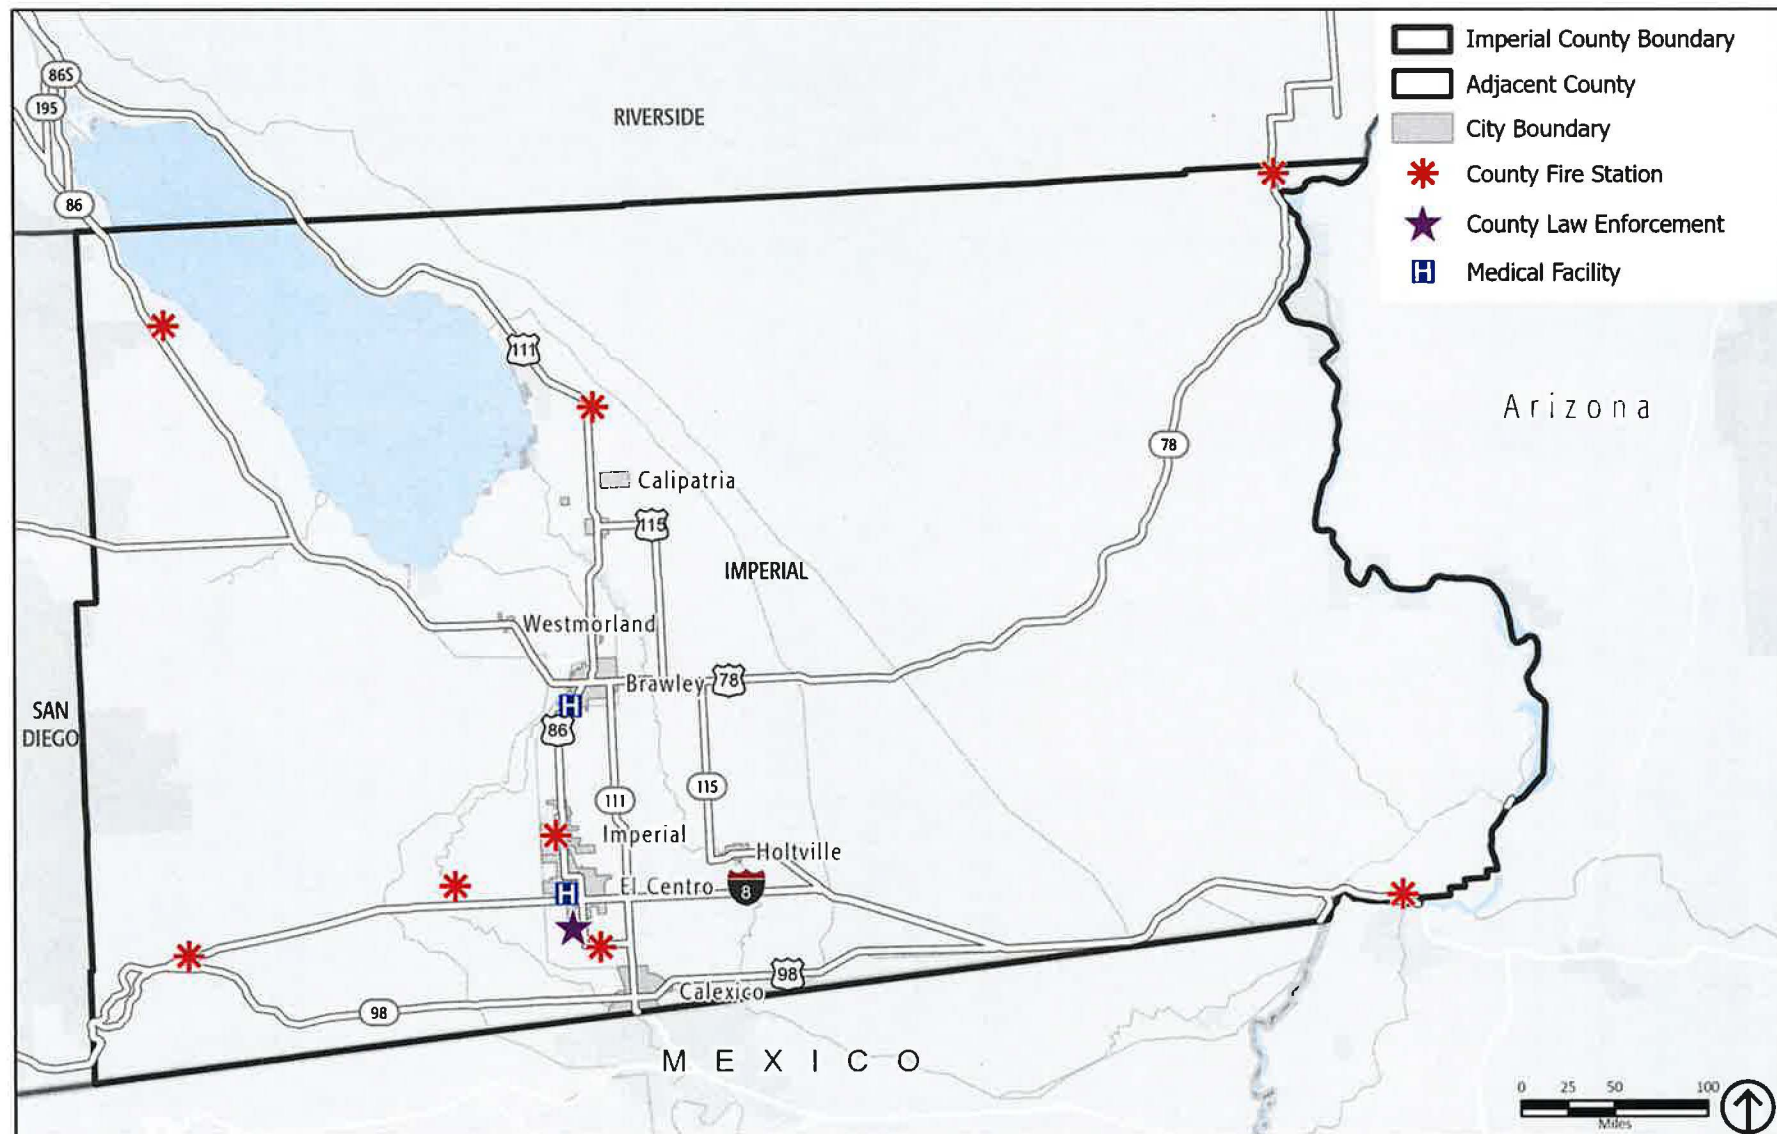 Imperial County Boundary
Adjacent County
City Boundary
County Fire Station
County Law Enforcement
Medical Facility
86S
195
RIVERSIDE
86
111
Arizona
78
Calipatria
115
IMPERIAL
Westmorland
Brawley
78
SAN
DIEGO
86
111
115
Imperial
Holtville
El Centro
8
98
Calexico
98
MEXICO
0 25 50 100
Miles
H
H
H